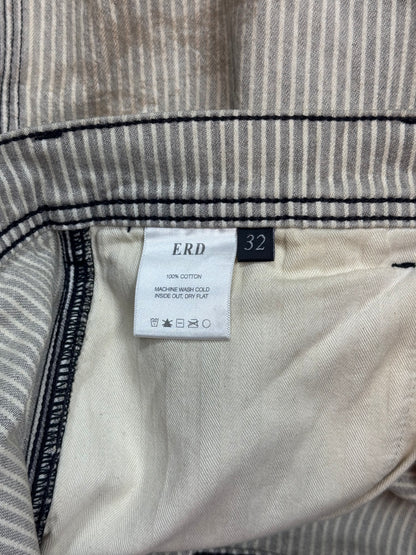 ERD
32
100% COTTON
MACHINE WASH COLD
INSIDE OUT, DRY FLAT